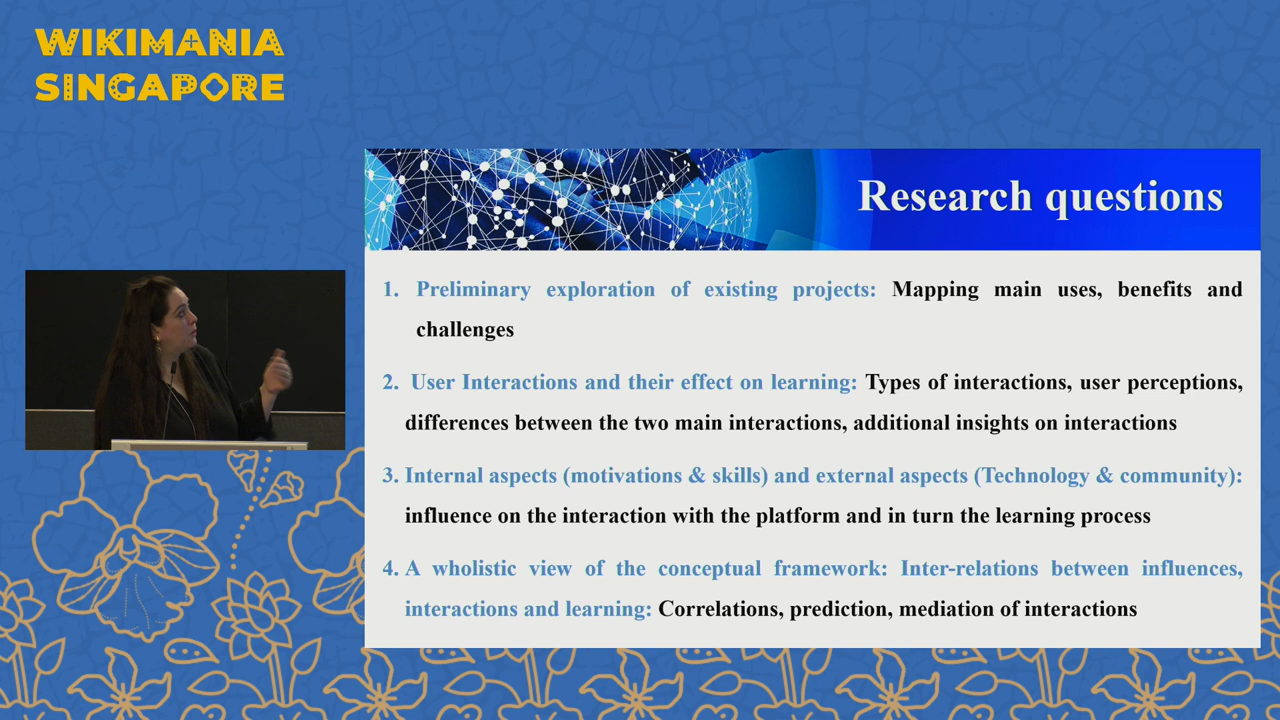 WIKIMANIA
SINGAPORE
Research questions
1. Preliminary exploration of existing projects: Mapping main uses, benefits and
challenges
2. User Interactions and their effect on learning: Types of interactions, user perceptions,
differences between the two main interactions, additional insights on interactions
3. Internal aspects (motivations & skills) and external aspects (Technology & community):
influence on the interaction with the platform and in turn the learning process
4. A wholistic view of the conceptual framework: Inter-relations between influences,
interactions and learning: Correlations, prediction, mediation of interactions